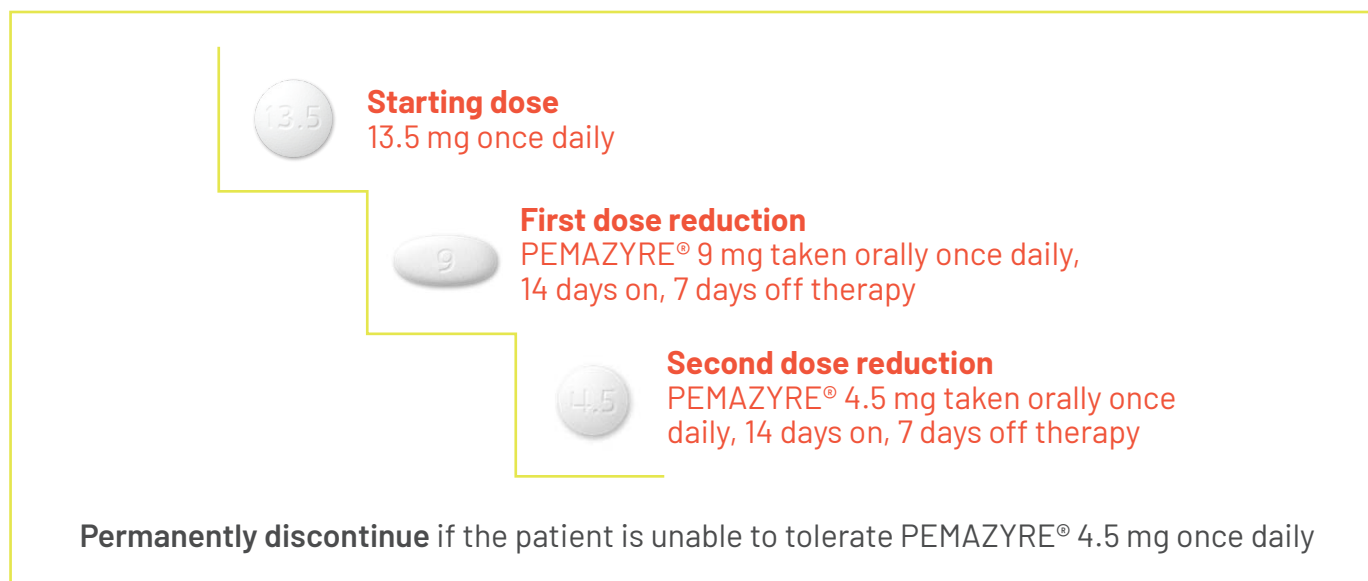 13.5
Starting dose
13.5 mg once daily
9
First dose reduction
PEMAZYRE® 9 mg taken orally once daily,
14 days on, 7 days off therapy
4.5
Second dose reduction
PEMAZYRE® 4.5 mg taken orally once
daily, 14 days on, 7 days off therapy
Permanently discontinue if the patient is unable to tolerate PEMAZYRE® 4.5 mg once daily